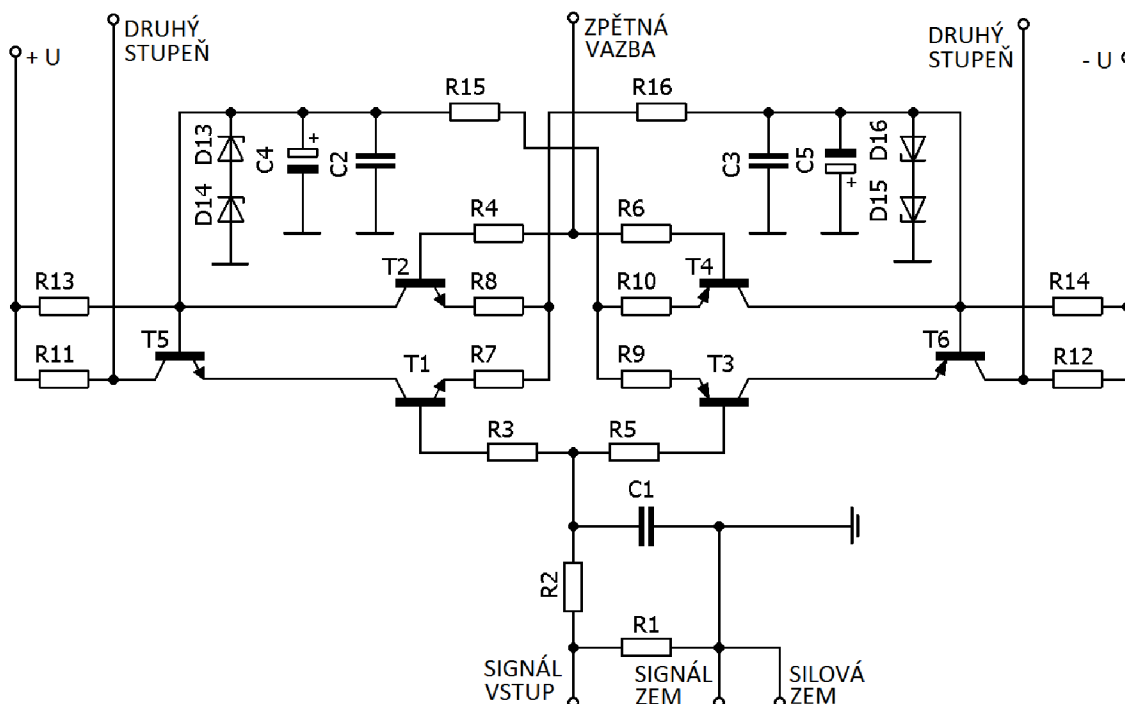 DRUHÝ
STUPEŇ
ZPĚTNÁ
VAZBA
DRUHÝ
STUPEŇ
+ U
- U
R15
R16
D13
C4
+
C2
C3
C5
+
D16
D14
D15
R4
R6
R13
T2
R8
R10
T4
R14
R11
T5
T1
R7
R9
T3
T6
R12
R3
R5
C1
R2
R1
SIGNÁL
VSTUP
SIGNÁL
ZEM
SILOVÁ
ZEM